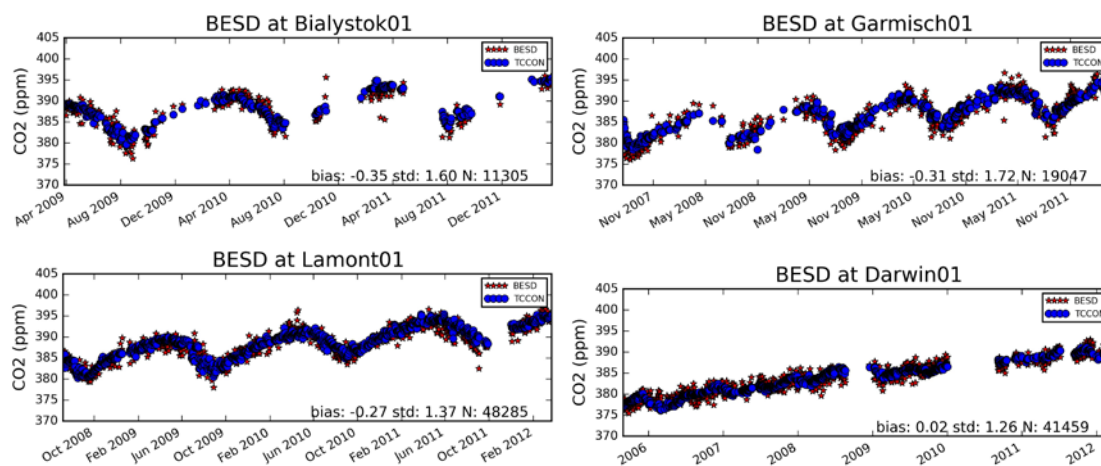 BESD at Bialystok01
405
400
395
390
385
380
375
370
CO2 (ppm)
BESD
TCCON
bias: -0.35 std: 1.60 N: 11305
Apr 2009
Aug 2009
Dec 2009
Apr 2010
Aug 2010
Dec 2010
Apr 2011
Aug 2011
Dec 2011
BESD at Garmisch01
405
400
395
390
385
380
375
370
CO2 (ppm)
BESD
TCCON
bias: -0.31 std: 1.72 N: 19047
Nov 2007
May 2008
Nov 2008
May 2009
Nov 2009
May 2010
Nov 2010
May 2011
Nov 2011
BESD at Lamont01
405
400
395
390
385
380
375
370
CO2 (ppm)
BESD
TCCON
bias: -0.27 std: 1.37 N: 48285
Oct 2008
Feb 2009
Jun 2009
Oct 2009
Feb 2010
Jun 2010
Oct 2010
Feb 2011
Jun 2011
Oct 2011
Feb 2012
BESD at Darwin01
405
400
395
390
385
380
375
370
CO2 (ppm)
BESD
TCCON
bias: 0.02 std: 1.26 N: 41459
2006
2007
2008
2009
2010
2011
2012